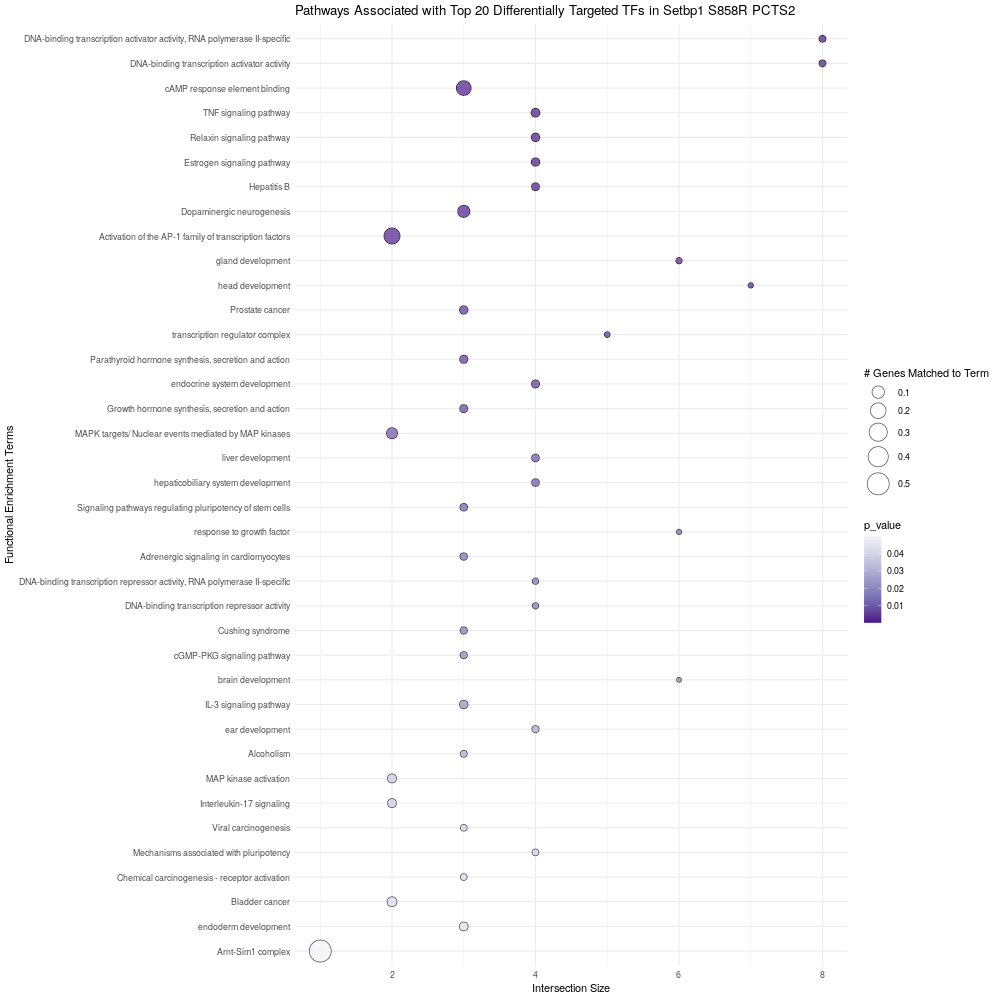 Pathways Associated with Top 20 Differentially Targeted TFs in Setbp1 S858R PCTS2
DNA-binding transcription activator activity, RNA polymerase II-specific
DNA-binding transcription activator activity
cAMP response element binding
TNF signaling pathway
Relaxin signaling pathway
Estrogen signaling pathway
Hepatitis B
Dopaminergic neurogenesis
Activation of the AP-1 family of transcription factors
gland development
head development
Prostate cancer
transcription regulator complex
Parathyroid hormone synthesis, secretion and action
endocrine system development
Growth hormone synthesis, secretion and action
MAPK targets/ Nuclear events mediated by MAP kinases
liver development
hepaticobiliary system development
Signaling pathways regulating pluripotency of stem cells
response to growth factor
Adrenergic signaling in cardiomyocytes
DNA-binding transcription repressor activity, RNA polymerase II-specific
DNA-binding transcription repressor activity
Cushing syndrome
cGMP-PKG signaling pathway
brain development
IL-3 signaling pathway
ear development
Alcoholism
MAP kinase activation
Interleukin-17 signaling
Viral carcinogenesis
Mechanisms associated with pluripotency
Chemical carcinogenesis - receptor activation
Bladder cancer
endoderm development
Arnt-Sim1 complex
Functional Enrichment Terms
2 4 6 8
Intersection Size
# Genes Matched to Term
0.1
0.2
0.3
0.4
0.5
p_value
0.04
0.03
0.02
0.01